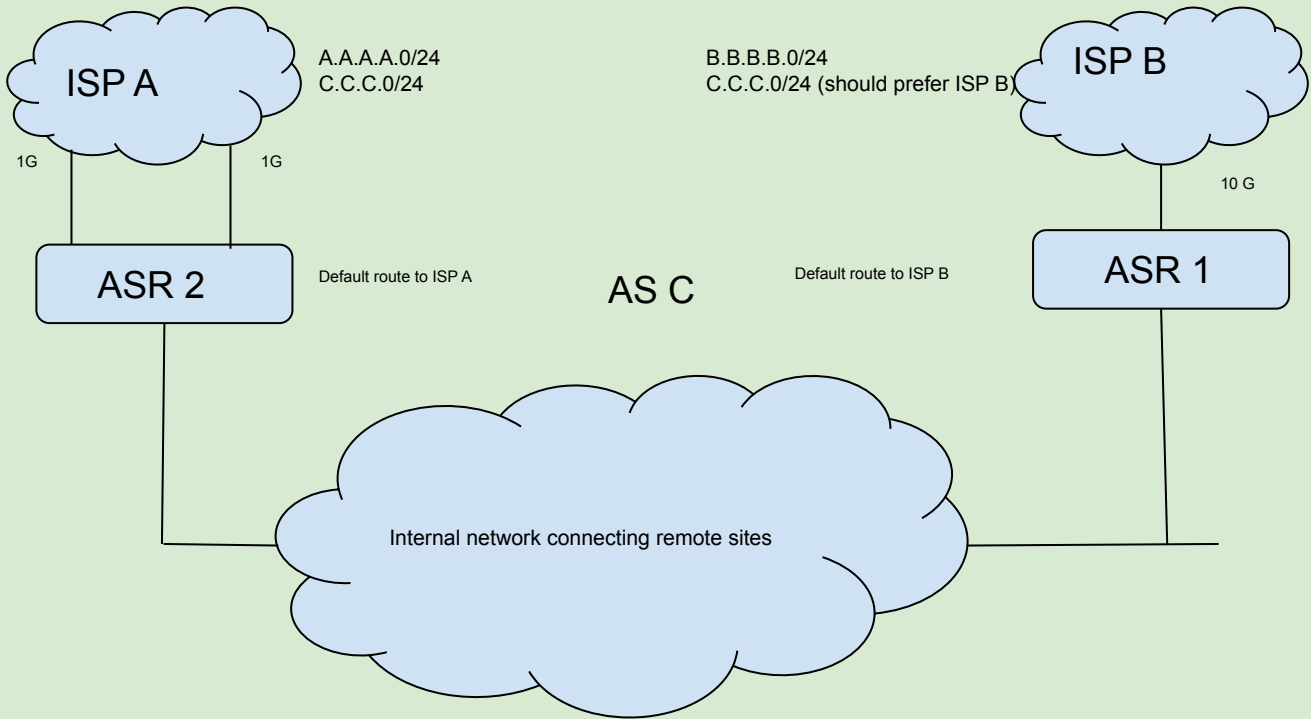 ISP A
A.A.A.A.0/24
C.C.C.0/24
B.B.B.B.0/24
C.C.C.0/24 (should prefer ISP B)
ISP B
1G
1G
10 G
ASR 2
Default route to ISP A
AS C
Default route to ISP B
ASR 1
Internal network connecting remote sites